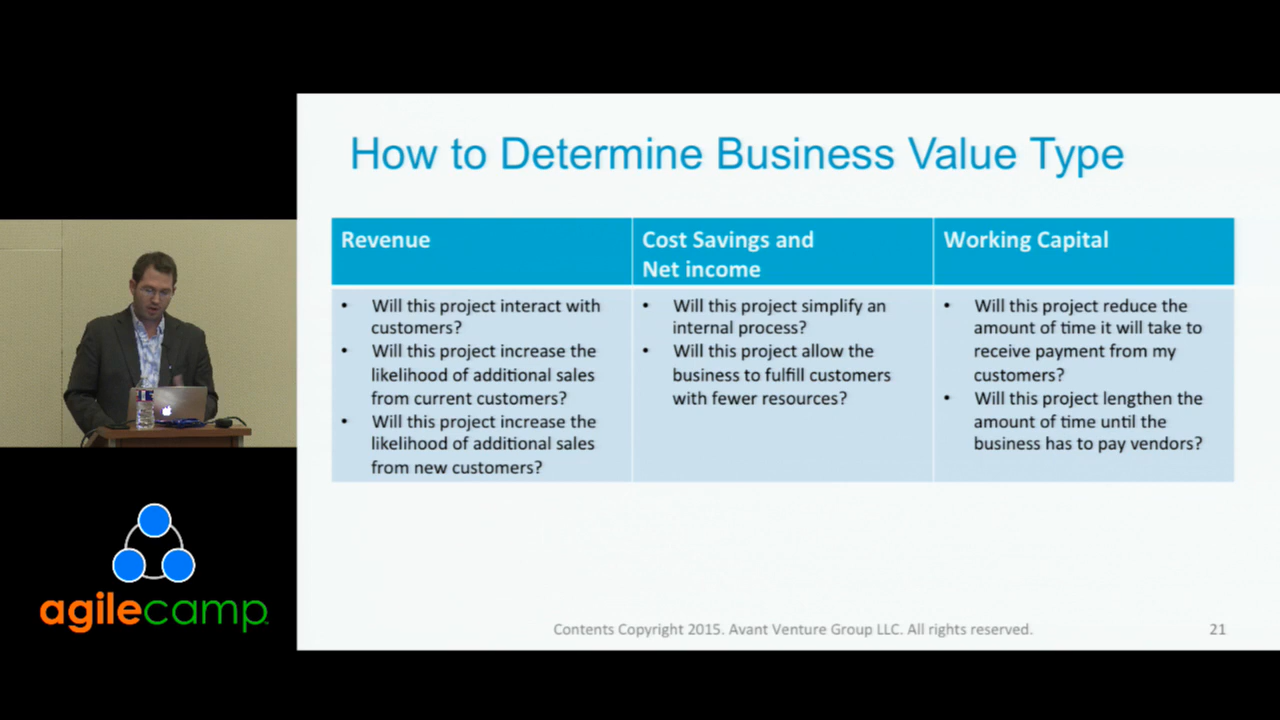 How to Determine Business Value Type
Revenue
Cost Savings and
Net income
Working Capital
• Will this project interact with
customers?
• Will this project increase the
likelihood of additional sales
from current customers?
• Will this project increase the
likelihood of additional sales
from new customers?
• Will this project simplify an
internal process?
• Will this project allow the
business to fulfill customers
with fewer resources?
• Will this project reduce the
amount of time it will take to
receive payment from my
customers?
• Will this project lengthen the
amount of time until the
business has to pay vendors?
agilecamp
Contents Copyright 2015. Avant Venture Group LLC. All rights reserved.
21